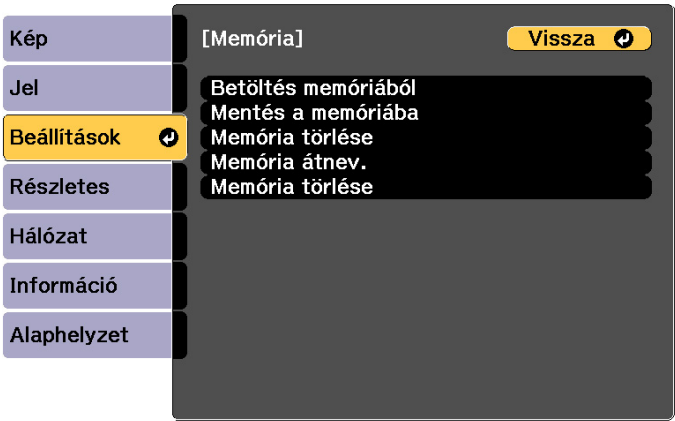 Kép
Jel
Beállítások
Részletes
Hálózat
Információ
Alaphelyzet
[Memória]
Vissza
Betöltés memóriából
Mentés a memóriába
Memória törlése
Memória átnev.
Memória törlése